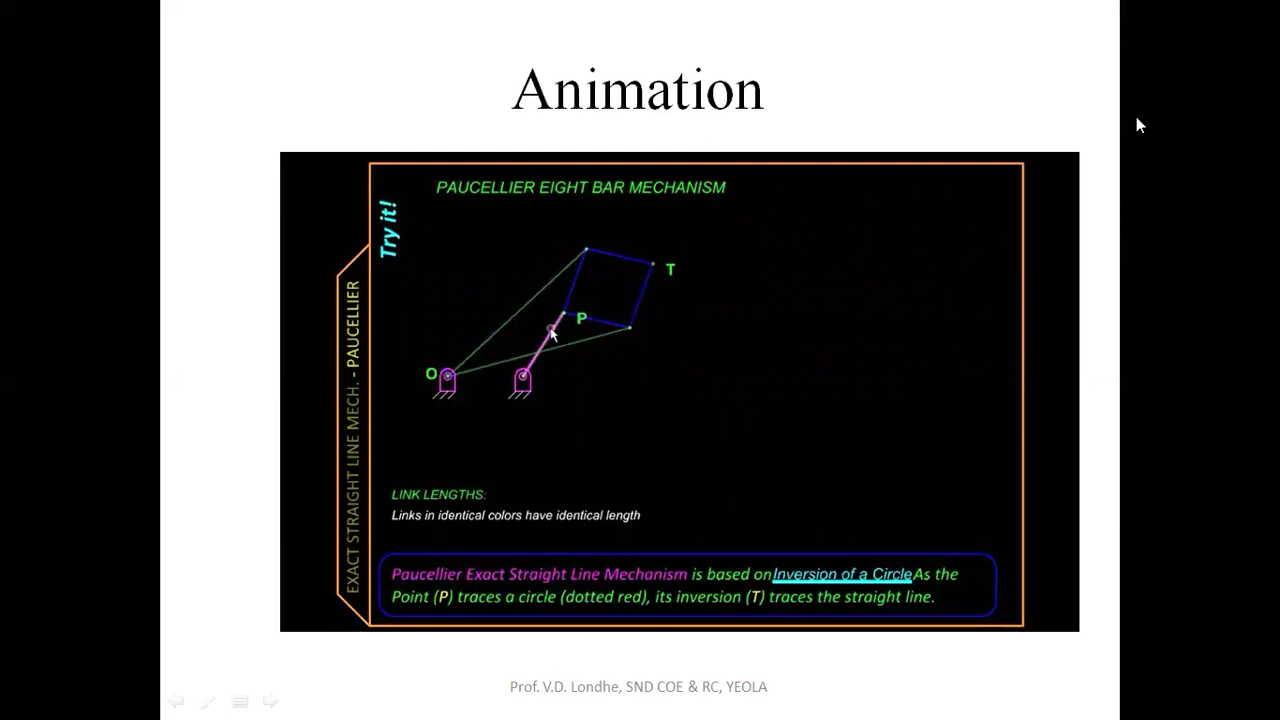 Animation
PAUCELLIER EIGHT BAR MECHANISM
Try it!
EXACT STRAIGHT LINE MECH. - PAUCELLIER
T
P
O
LINK LENGTHS:
Links in identical colors have identical length
Paucellier Exact Straight Line Mechanism is based on Inversion of a Circle As the
Point (P) traces a circle (dotted red), its inversion (T) traces the straight line.
Prof. V.D. Londhe, SND COE & RC, YEOLA